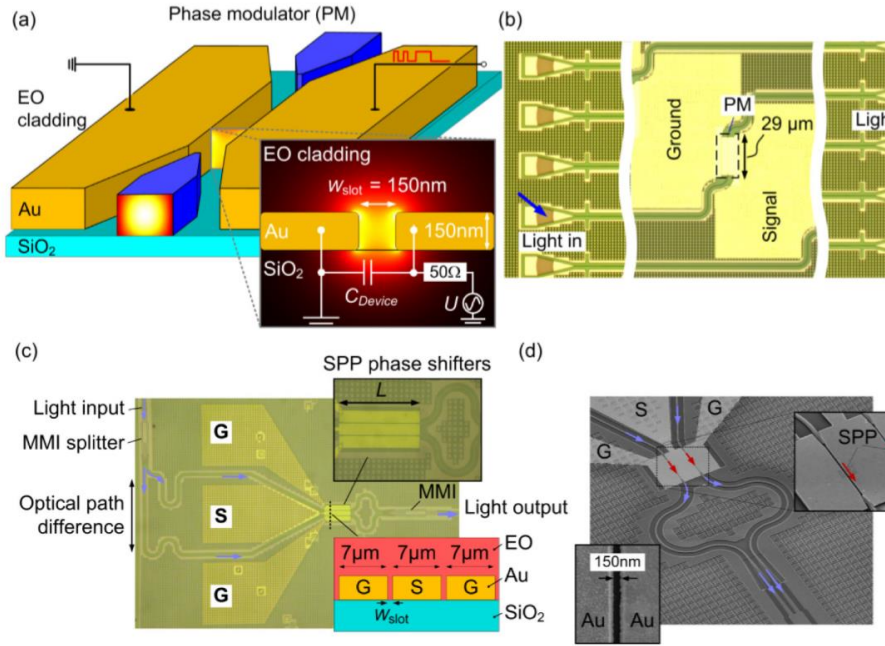 (a)
Phase modulator (PM)
EO
cladding
Au
SiO₂
EO cladding
wslot = 150nm
Au
150nm
SiO₂
CDevice
50Ω
U
(b)
Ground
PM
29 µm
Signal
Light in
Ligh
(c)
SPP phase shifters
L
Light input
MMI splitter
G
S
G
Optical path
difference
MMI
Light output
7µm 7µm 7µm
EO
G S G
Au
wslot
SiO₂
(d)
S G
G
SPP
150nm
Au Au